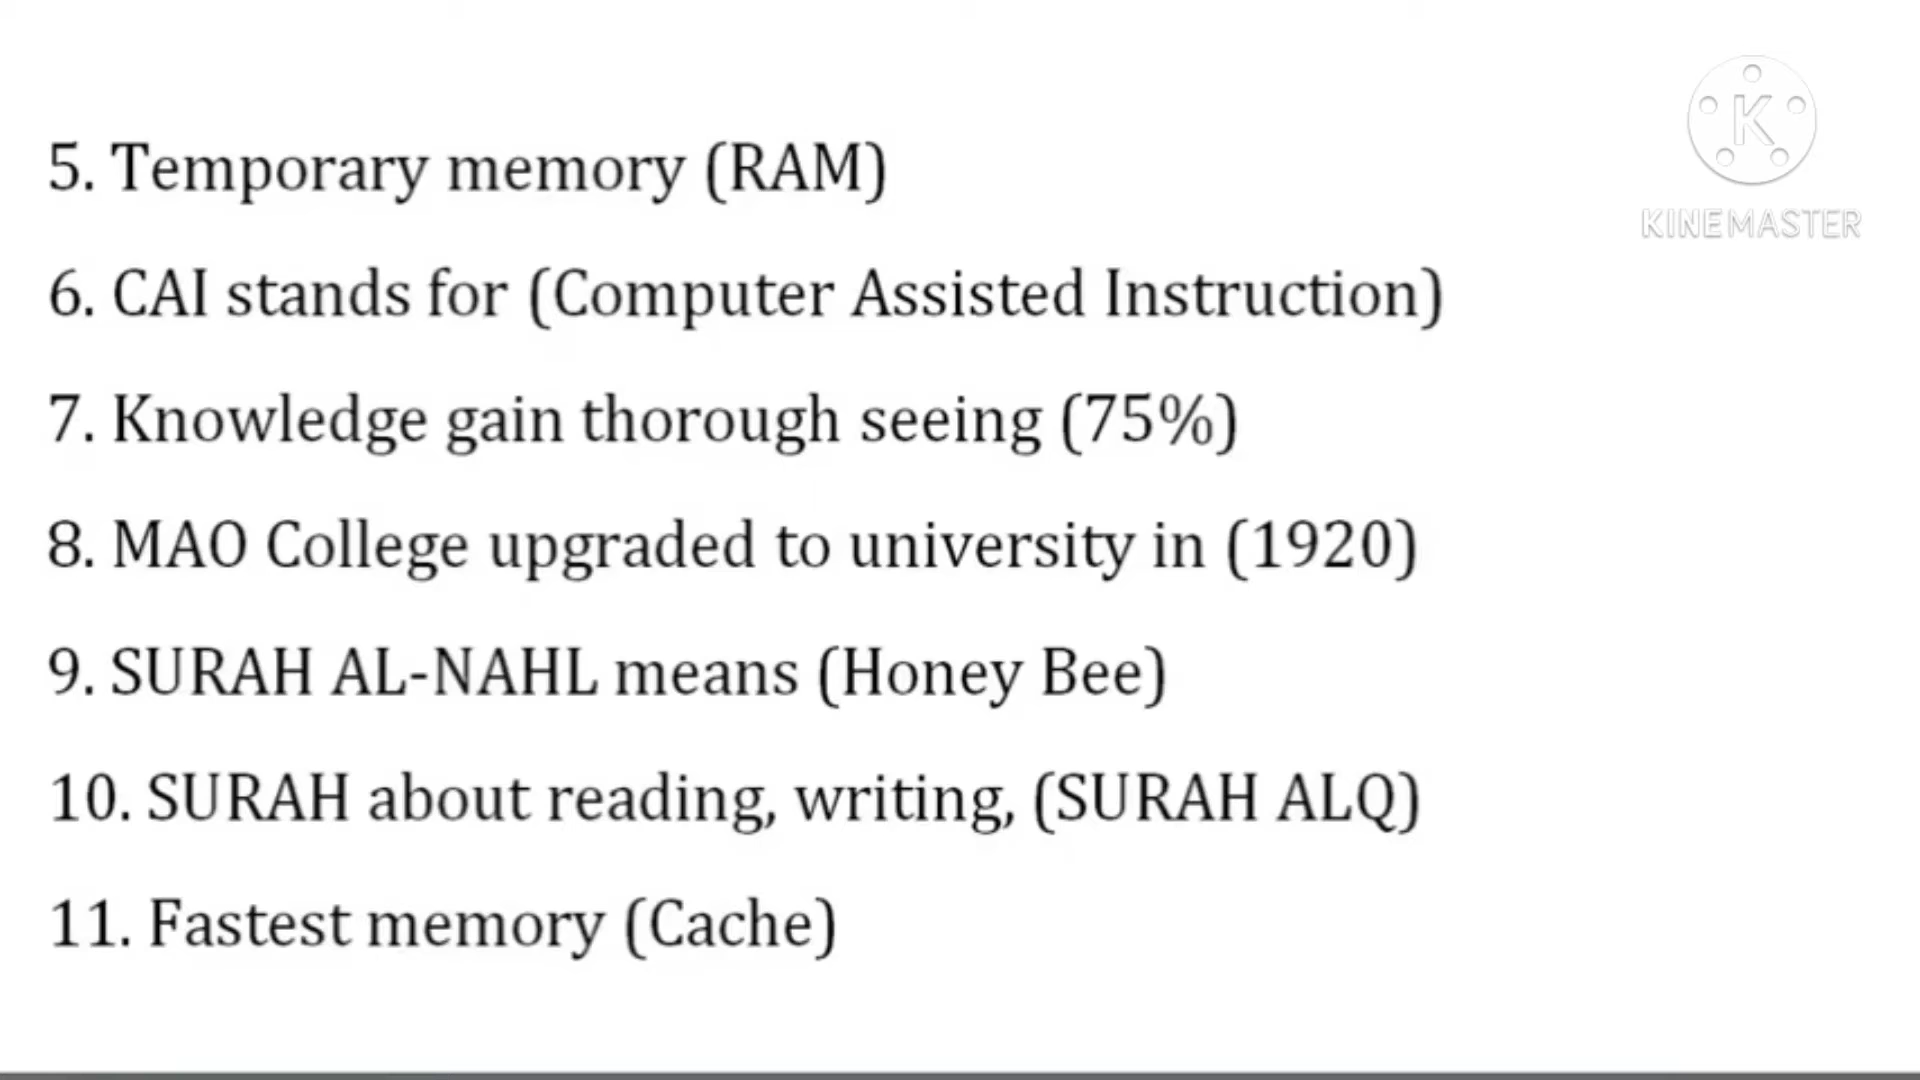 5. Temporary memory (RAM)
K
KINEMASTER
6. CAI stands for (Computer Assisted Instruction)
7. Knowledge gain thorough seeing (75%)
8. MAO College upgraded to university in (1920)
9. SURAH AL-NAHL means (Honey Bee)
10. SURAH about reading, writing, (SURAH ALQ)
11. Fastest memory (Cache)